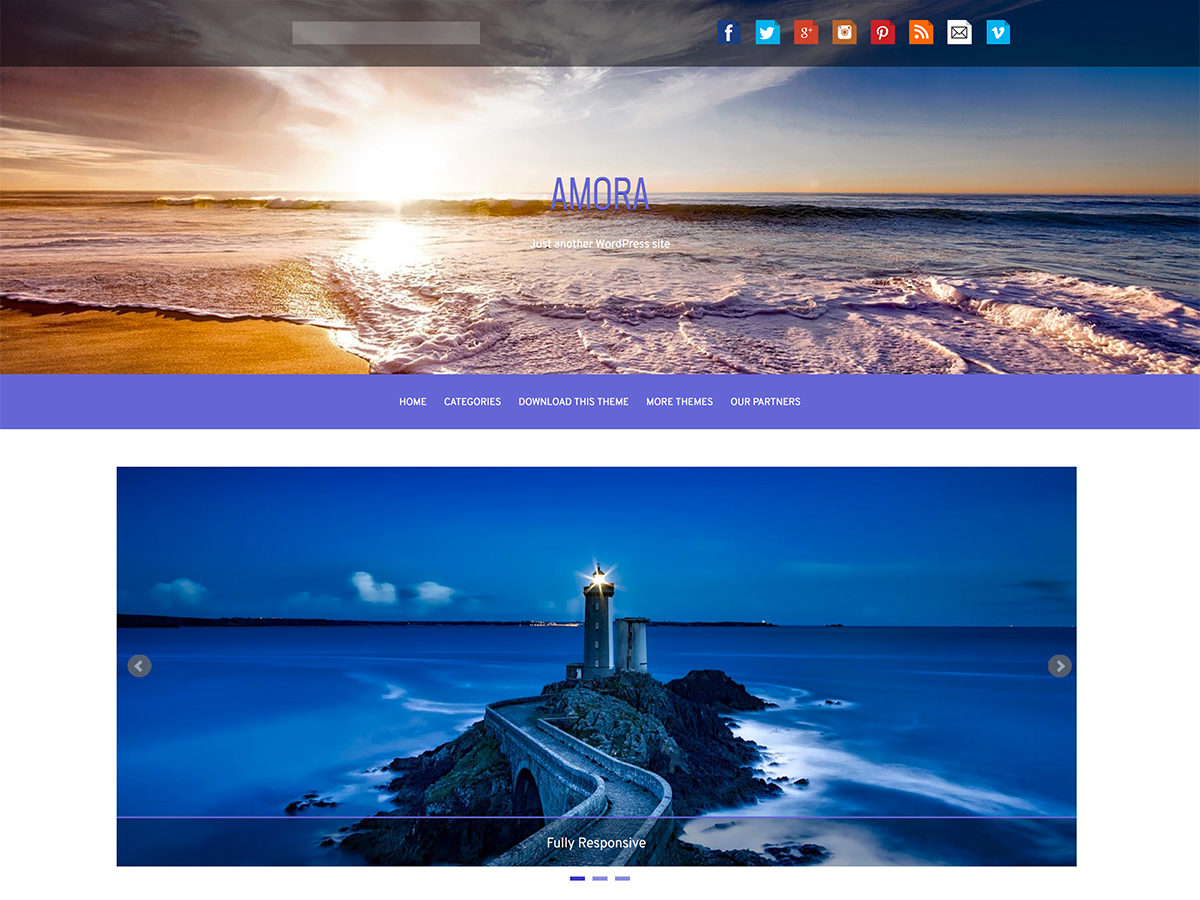 AMORA
Just another WordPress site
HOME CATEGORIES DOWNLOAD THIS THEME MORE THEMES OUR PARTNERS
Fully Responsive